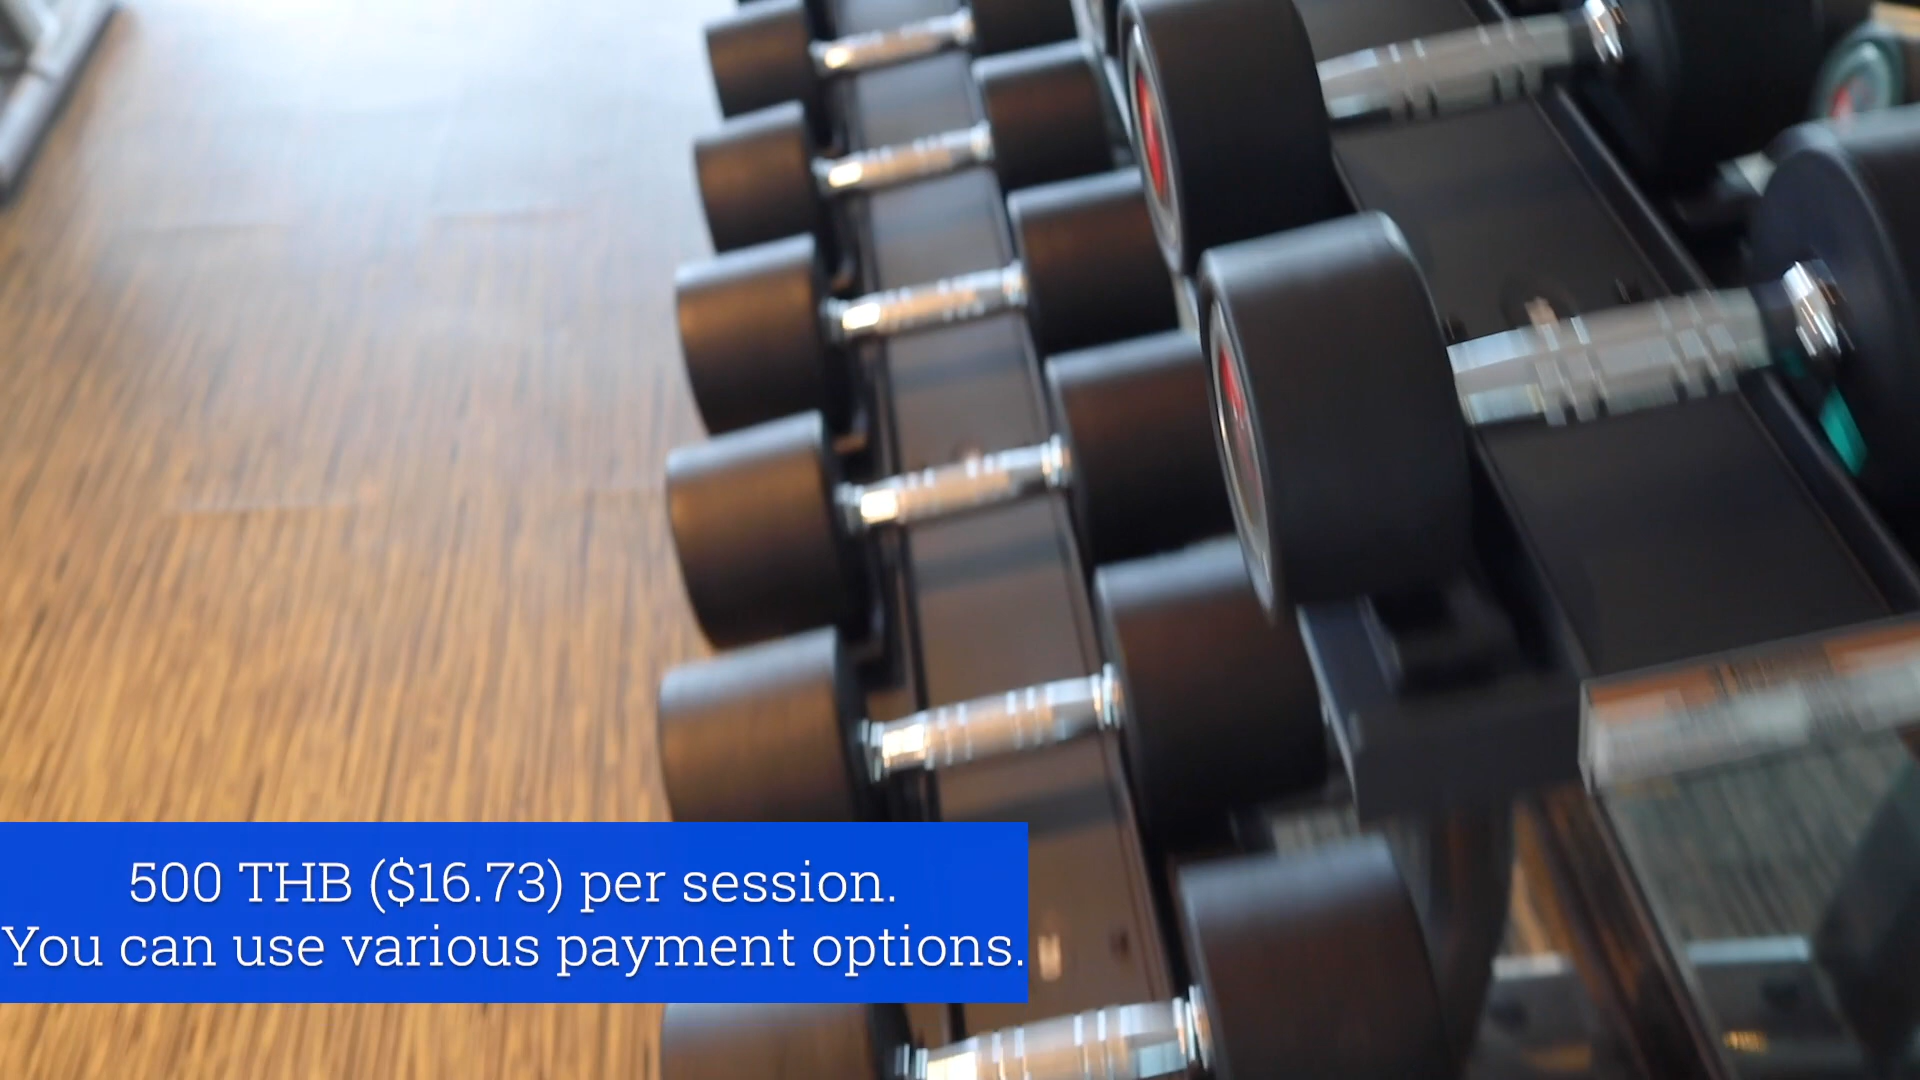 500 THB ($16.73) per session.
You can use various payment options.